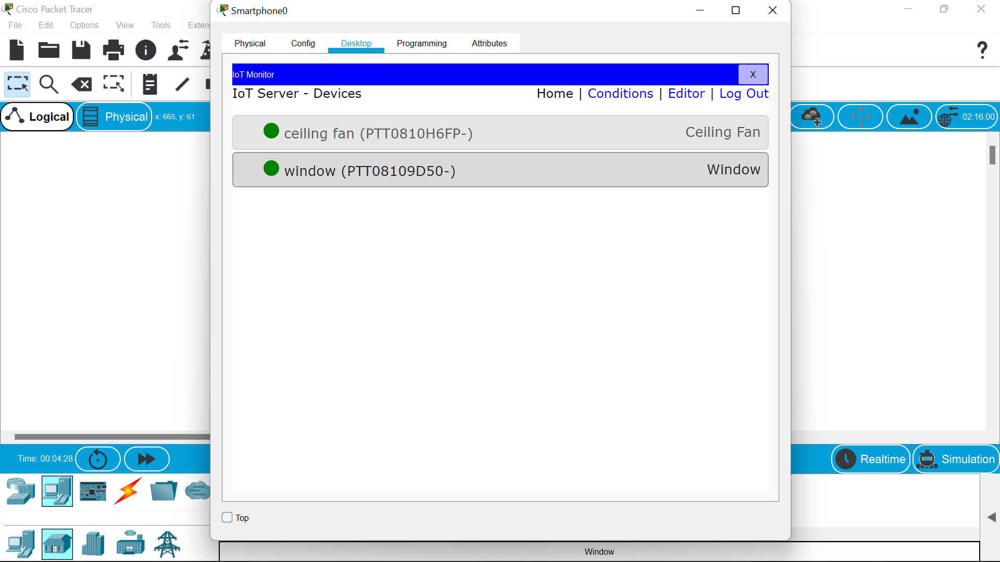 Cisco Packet Tracer
Smartphone0
File Edit Options View Tools Exten
Physical Config Desktop Programming Attributes
IoT Monitor X
IoT Server - Devices Home | Conditions | Editor | Log Out
Logical Physical x: 665, y: 61 02:16:00
ceiling fan (PTT0810H6FP-) Ceiling Fan
window (PTT08109D50-) Window
Time: 00:04:28 Realtime Simulation
Top
Window